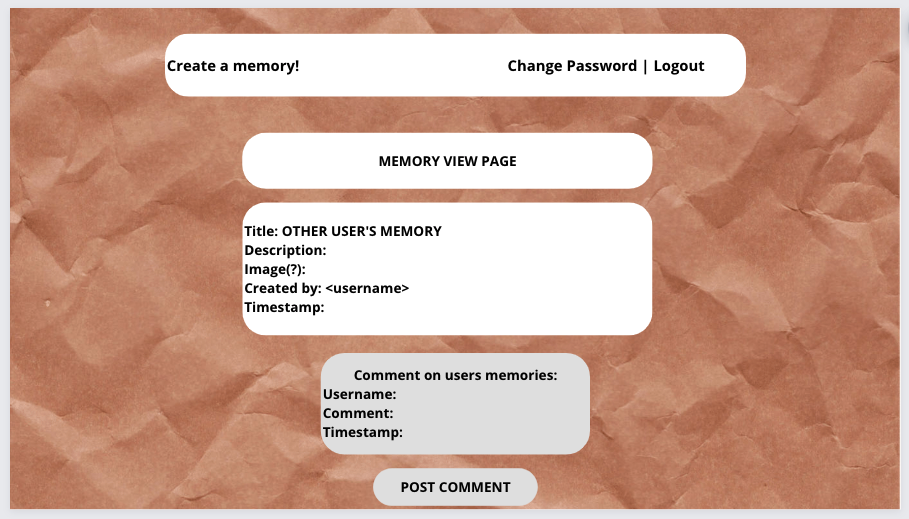 Create a memory! Change Password | Logout
MEMORY VIEW PAGE
Title: OTHER USER'S MEMORY
Description:
Image(?):
Created by: <username>
Timestamp:
Comment on users memories:
Username:
Comment:
Timestamp:
POST COMMENT